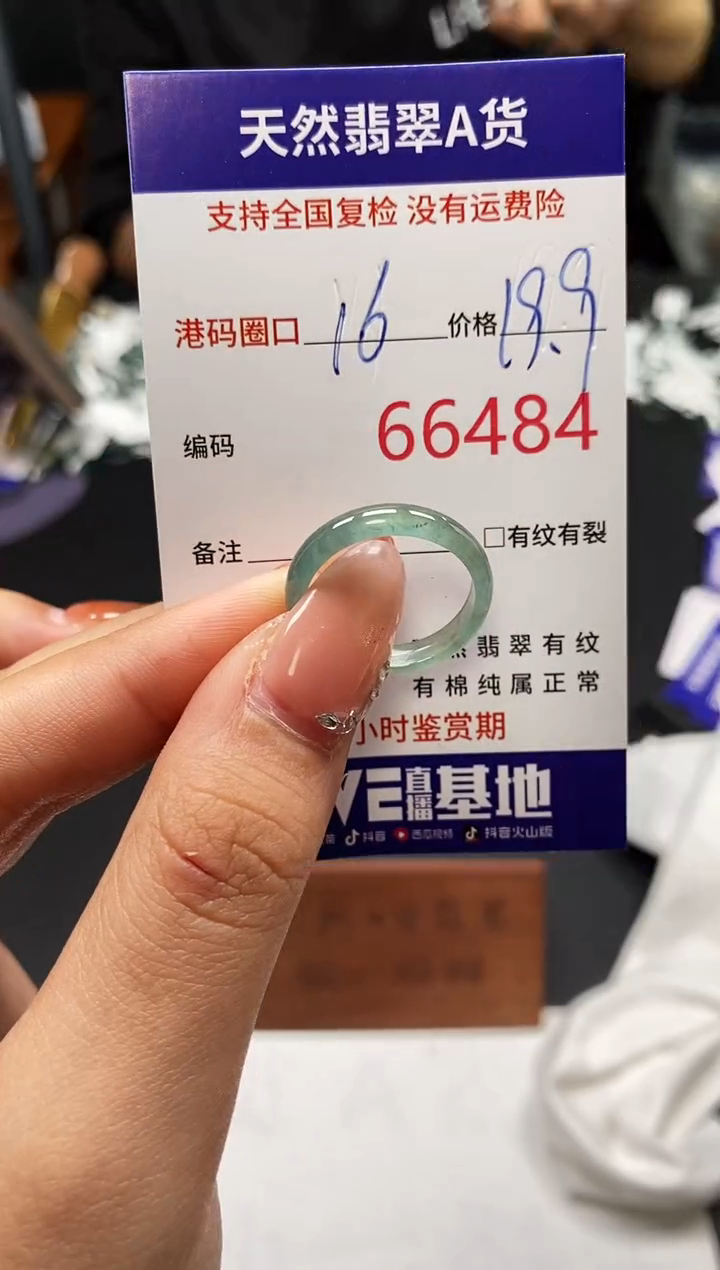 天然翡翠A货
支持全国复检 没有运费险
港码圈口 16 价格 19.9
编码 66484
备注 □有纹有裂
翡翠有纹
有棉纯属正常
小时鉴赏期
直播基地
抖音 西瓜视频 抖音火山版